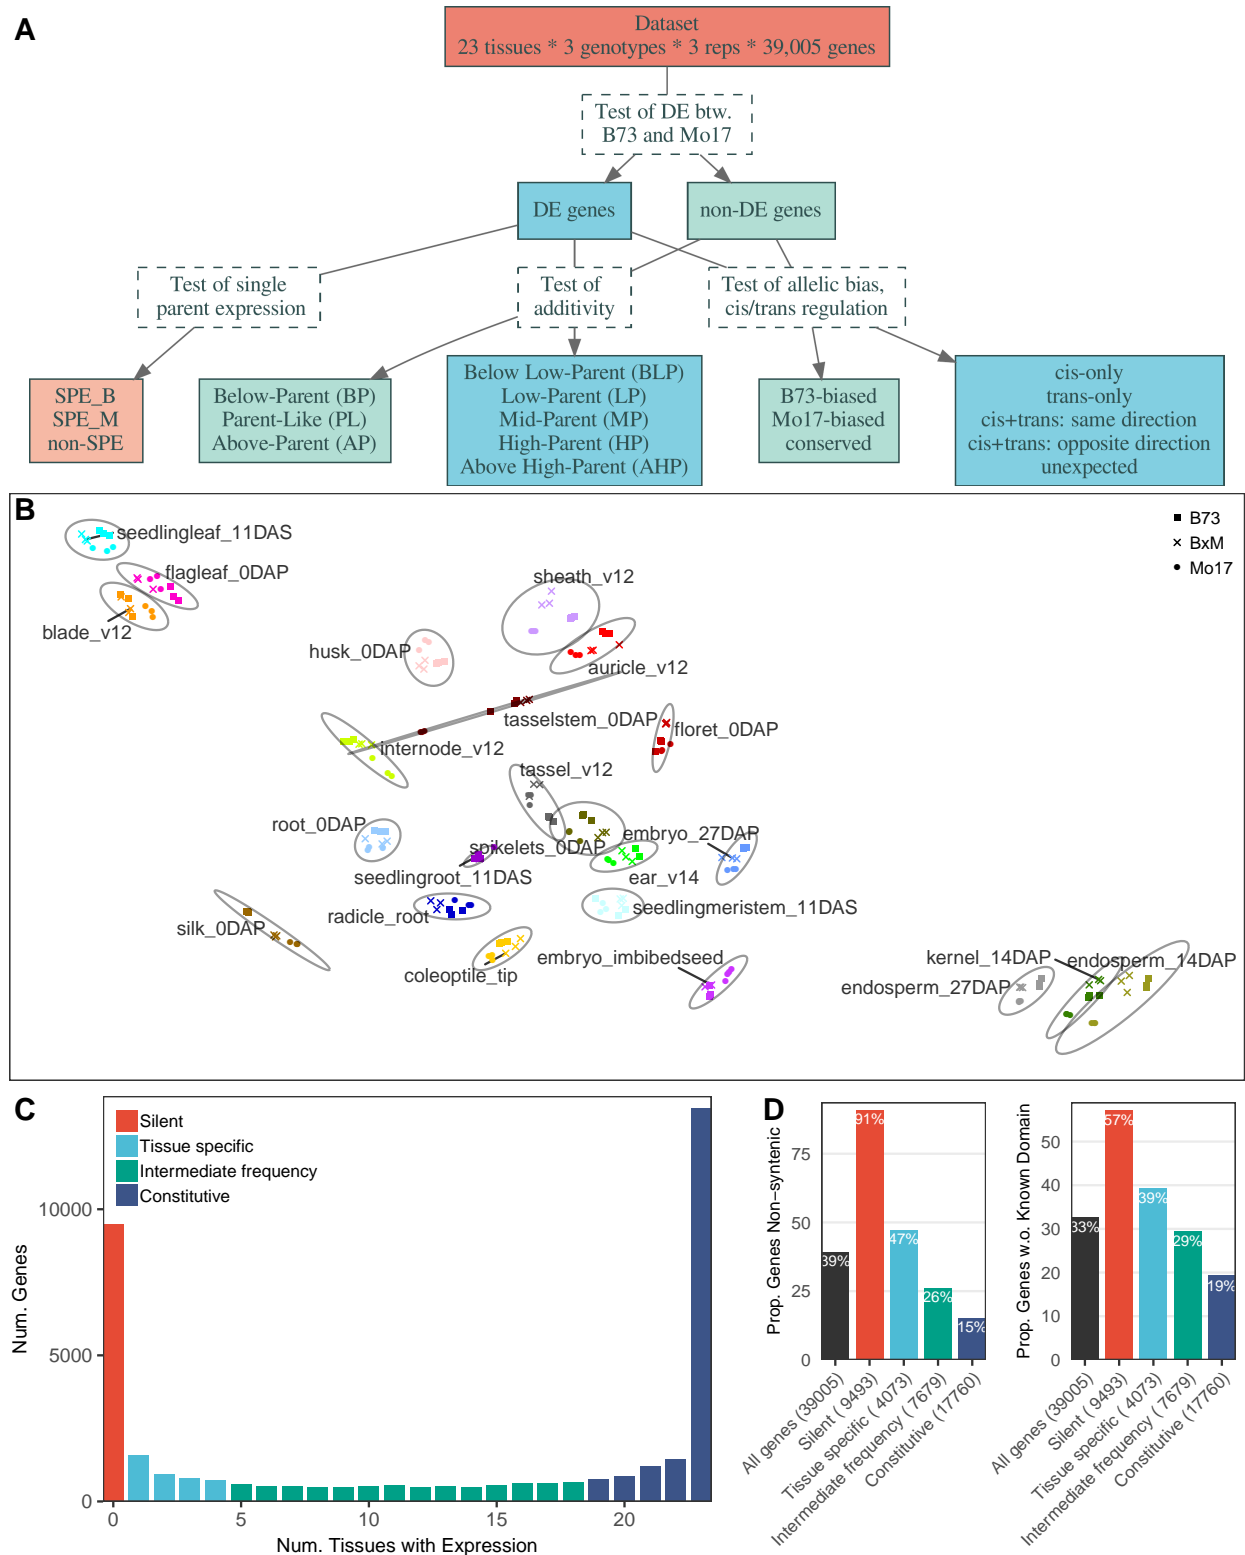 A
Dataset
23 tissues * 3 genotypes * 3 reps * 39,005 genes
Test of DE btw.
B73 and Mo17
DE genes
non-DE genes
Test of single
parent expression
Test of
additivity
Test of allelic bias,
cis/trans regulation
SPE_B
SPE_M
non-SPE
Below-Parent (BP)
Parent-Like (PL)
Above-Parent (AP)
Below Low-Parent (BLP)
Low-Parent (LP)
Mid-Parent (MP)
High-Parent (HP)
Above High-Parent (AHP)
B73-biased
Mo17-biased
conserved
cis-only
trans-only
cis+trans: same direction
cis+trans: opposite direction
unexpected
B
B73
BxM
Mo17
seedlingleaf_11DAS
flagleaf_0DAP
blade_v12
sheath_v12
husk_0DAP
auricle_v12
tasselstem_0DAP
floret_0DAP
internode_v12
tassel_v12
root_0DAP
spikelets_0DAP
embryo_27DAP
seedlingroot_11DAS
ear_v14
radicle_root
seedlingmeristem_11DAS
silk_0DAP
coleoptile_tip
embryo_imbibedseed
kernel_14DAP
endosperm_14DAP
endosperm_27DAP
C
Silent
Tissue specific
Intermediate frequency
Constitutive
Num. Genes
10000
5000
0
0
5
10
15
20
Num. Tissues with Expression
D
Prop. Genes Non−syntenic
75
50
25
0
39%
91%
47%
26%
15%
All genes (39005)
Silent ( 9493)
Tissue specific ( 4073)
Intermediate frequency ( 7679)
Constitutive (17760)
Prop. Genes w.o. Known Domain
50
40
30
20
10
0
33%
57%
39%
29%
19%
All genes (39005)
Silent ( 9493)
Tissue specific ( 4073)
Intermediate frequency ( 7679)
Constitutive (17760)